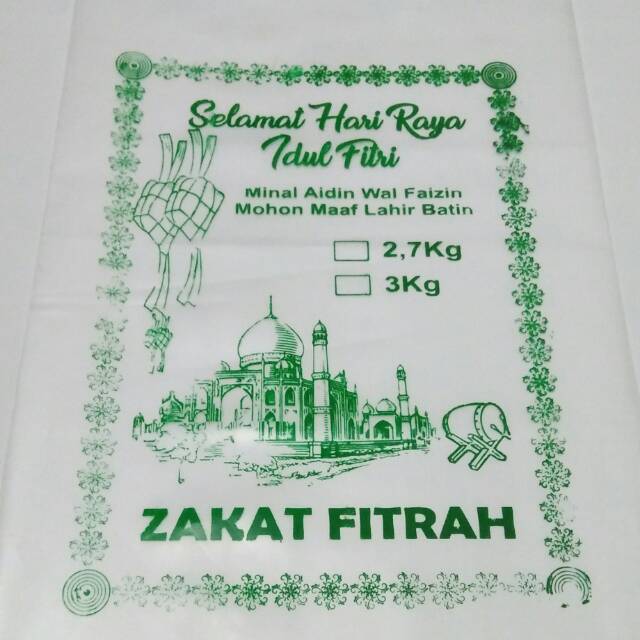 Selamat Hari Raya
Idul Fitri
Minal Aidin Wal Faizin
Mohon Maaf Lahir Batin
2,7Kg
3Kg
ZAKAT FITRAH